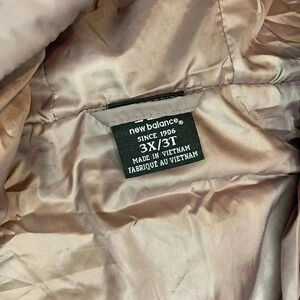 new balance®
SINCE 1906
3X/3T
MADE IN VIETNAM
FABRIQUÉ AU VIETNAM